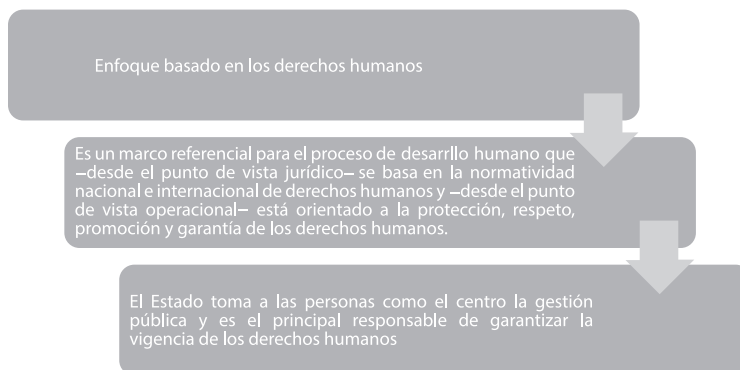 Enfoque basado en los derechos humanos
Es un marco referencial para el proceso de desarrllo humano que
–desde el punto de vista jurídico– se basa en la normatividad
nacional e internacional de derechos humanos y –desde el punto
de vista operacional– está orientado a la protección, respeto,
promoción y garantía de los derechos humanos.
El Estado toma a las personas como el centro la gestión
pública y es el principal responsable de garantizar la
vigencia de los derechos humanos